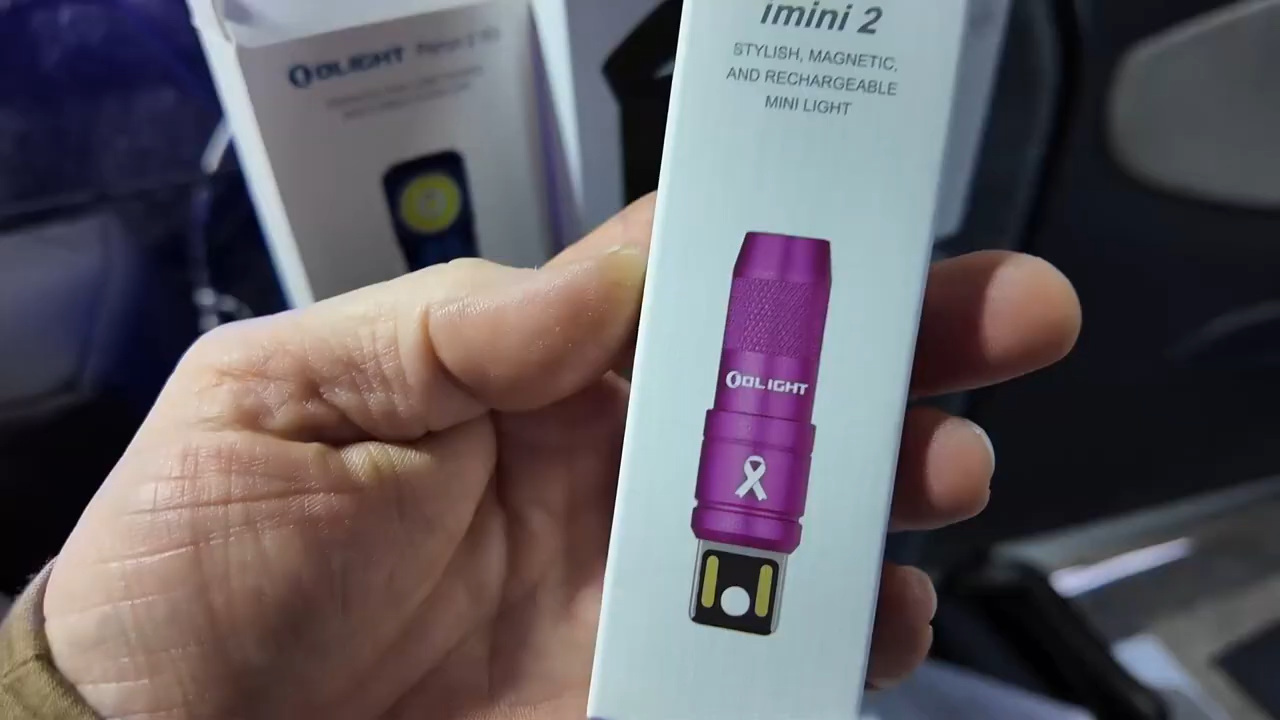 imini 2
STYLISH, MAGNETIC,
AND RECHARGEABLE
MINI LIGHT
OLIGHT
OLIGHT